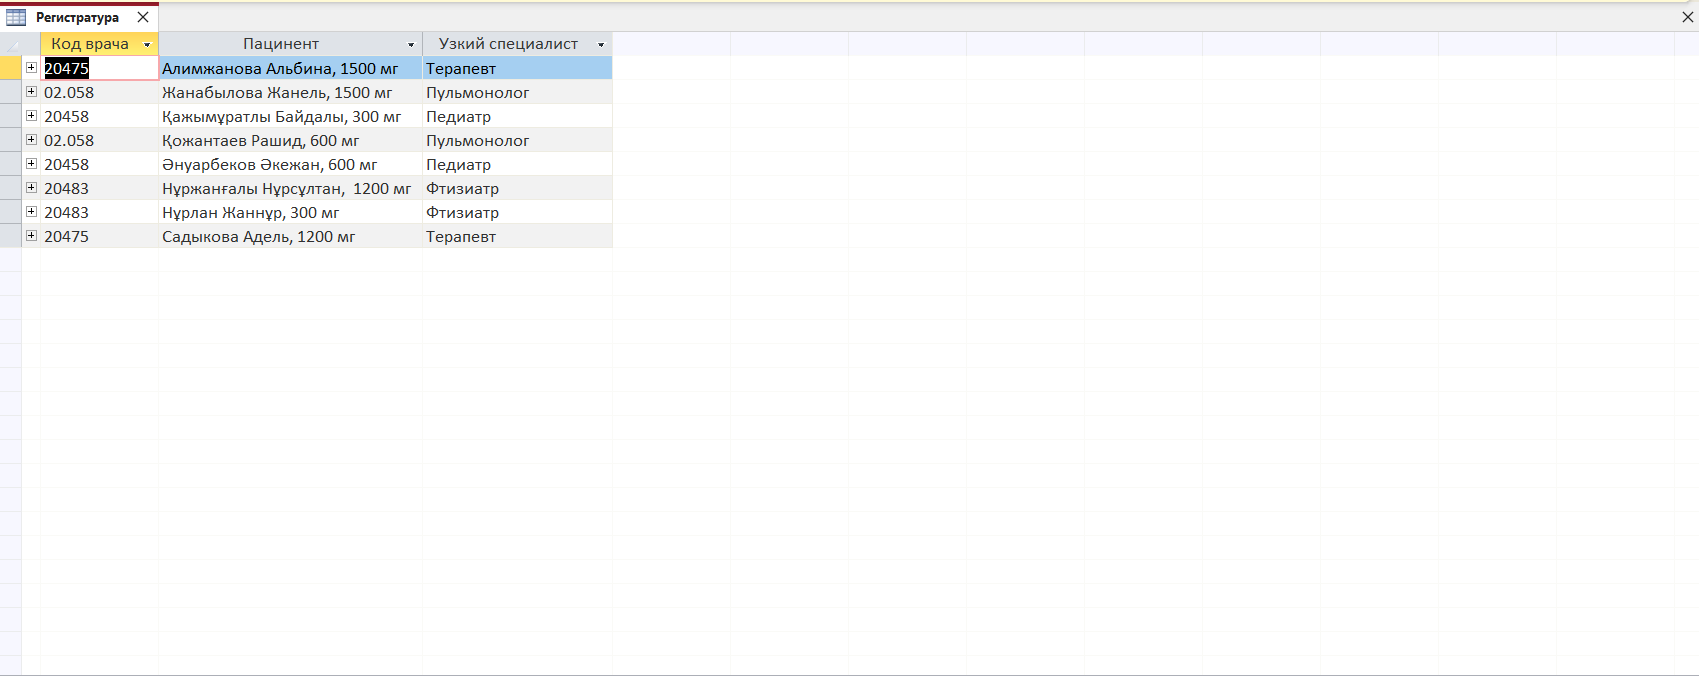 Регистратура
Код врача Пацинент Узкий специалист
20475 Алимжанова Альбина, 1500 мг Терапевт
02.058 Жанабылова Жанель, 1500 мг Пульмонолог
20458 Қажымұратлы Байдалы, 300 мг Педиатр
02.058 Қожантаев Рашид, 600 мг Пульмонолог
20458 Әнуарбеков Әкежан, 600 мг Педиатр
20483 Нұржанғалы Нұрсұлтан,  1200 мг Фтизиатр
20483 Нұрлан Жаннұр, 300 мг Фтизиатр
20475 Садыкова Адель, 1200 мг Терапевт